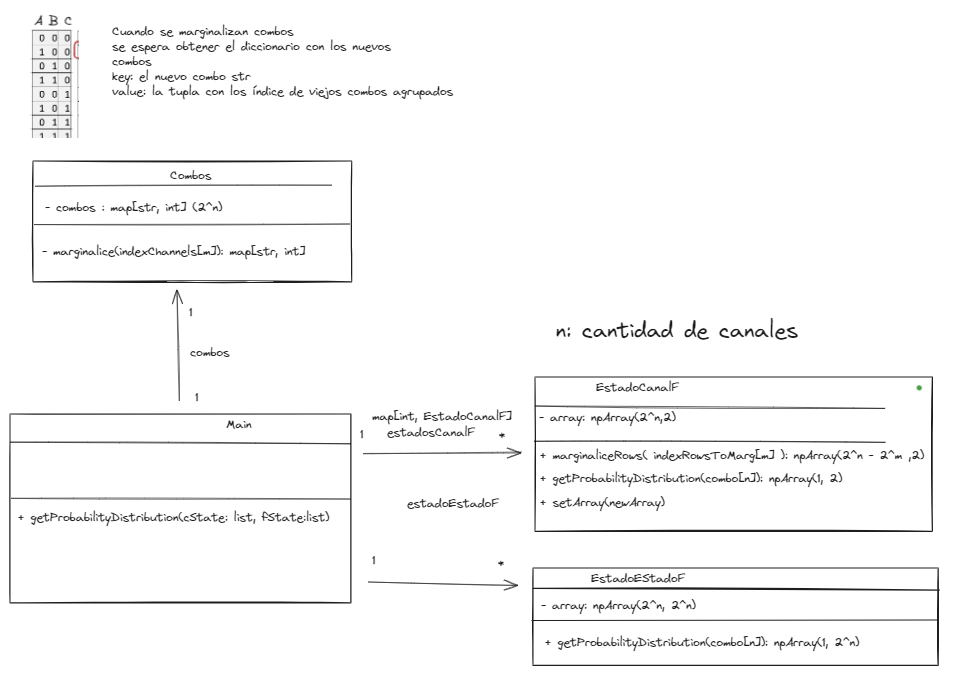 A B C
0 0 0
1 0 0
0 1 0
1 1 0
0 0 1
1 0 1
0 1 1
1 1 1
Cuando se marginalizan combos
se espera obtener el diccionario con los nuevos
combos
key: el nuevo combo str
value: la tupla con los índice de viejos combos agrupados
Combos
- combos : map[str, int] (2^n)
- marginalice(indexChannels[m]): map[str, int]
1
combos
1
n: cantidad de canales
Main
+ getProbabilityDistribution(cState: list, fState:list)
map[int, EstadoCanalF]
1 estadosCanalF *
EstadoCanalF
- array: npArray(2^n,2)
+ marginaliceRows( indexRowsToMarg[m] ): npArray(2^n - 2^m ,2)
+ getProbabilityDistribution(combo[n]): npArray(1, 2)
+ setArray(newArray)
estadoEstadoF
1 *
EstadoEStadoF
- array: npArray(2^n, 2^n)
+ getProbabilityDistribution(combo[n]): npArray(1, 2^n)